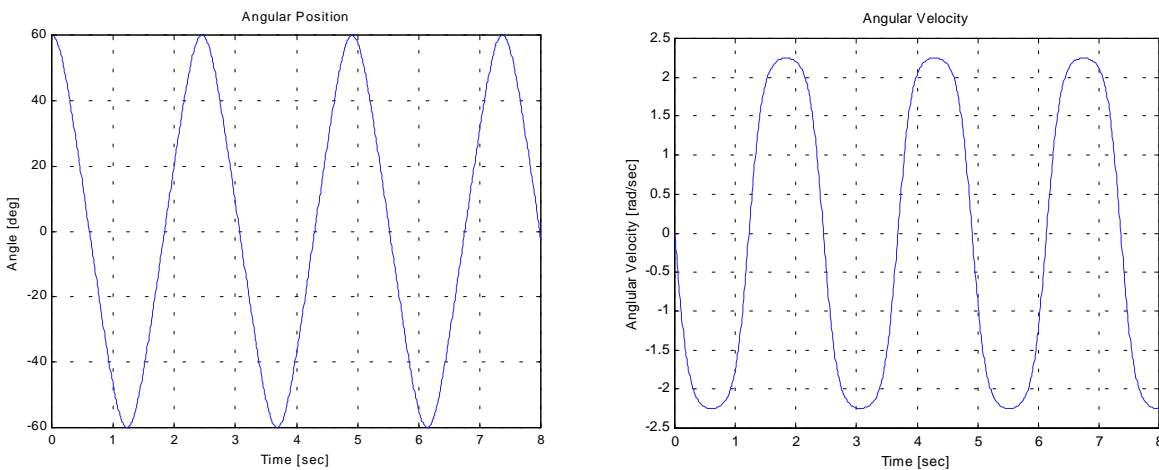 Angular Position
60
40
20
0
-20
-40
-60
Angle [deg]
0 1 2 3 4 5 6 7 8
Time [sec]
Angular Velocity
2.5
2
1.5
1
0.5
0
-0.5
-1
-1.5
-2
-2.5
Anglular Velocity [rad/sec]
0 1 2 3 4 5 6 7 8
Time [sec]